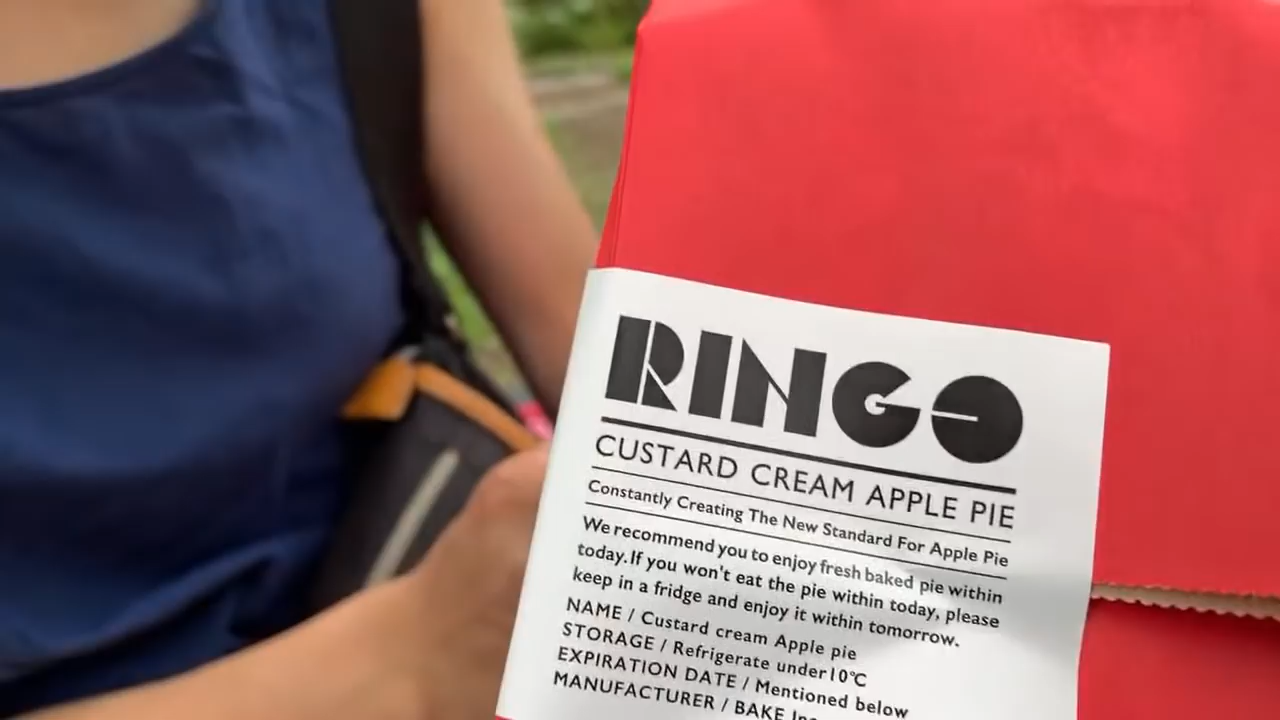 RINGO
CUSTARD CREAM APPLE PIE
Constantly Creating The New Standard For Apple Pie
We recommend you to enjoy fresh baked pie within
today.If you won't eat the pie within today, please
keep in a fridge and enjoy it within tomorrow.
NAME / Custard cream Apple pie
STORAGE / Refrigerate under10℃
EXPIRATION DATE / Mentioned below
MANUFACTURER / BAKE Inc